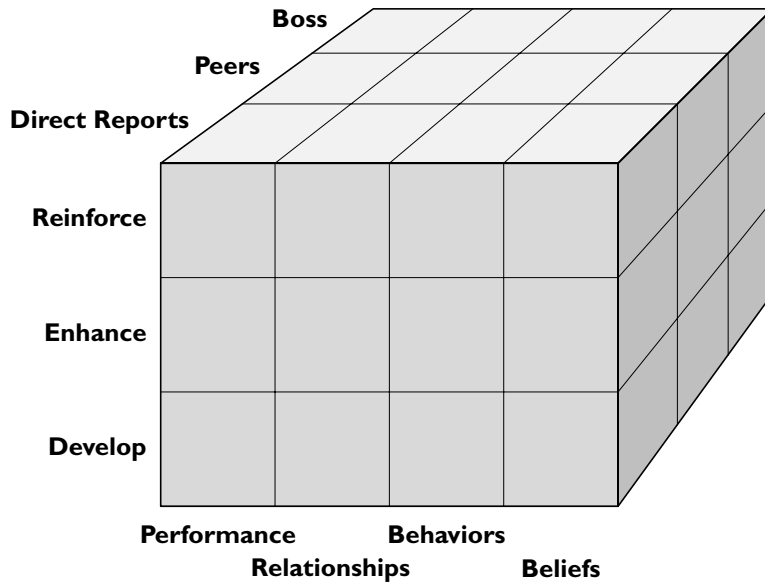 Boss
Peers
Direct Reports
Reinforce
Enhance
Develop
Performance
Behaviors
Relationships
Beliefs